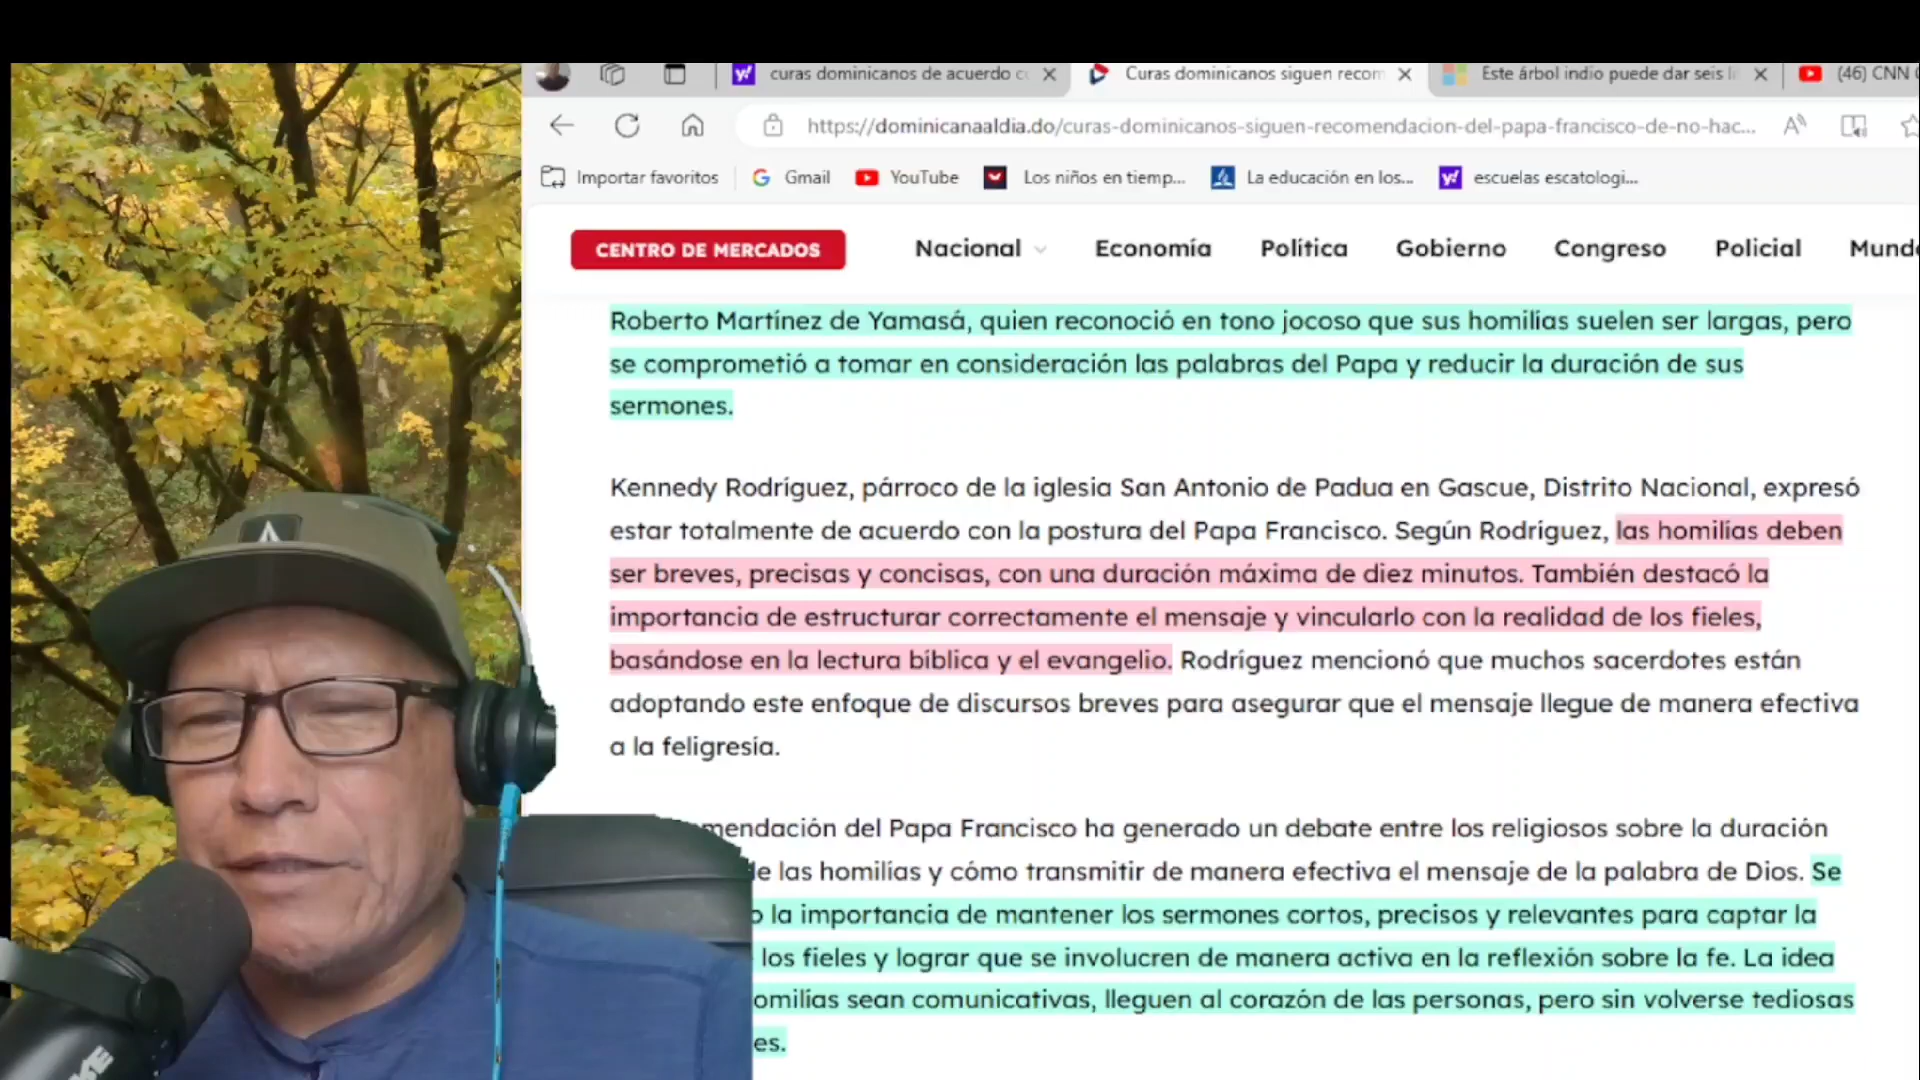 curas dominicanos de acuerdo c
Curas dominicanos siguen recom
Este árbol indio puede dar seis l
(46) CNN
https://dominicanaaldia.do/curas-dominicanos-siguen-recomendacion-del-papa-francisco-de-no-hac...
Importar favoritos
Gmail
YouTube
Los niños en tiemp...
La educación en los...
escuelas escatologi...
CENTRO DE MERCADOS
Nacional
Economía
Política
Gobierno
Congreso
Policial
Mund
Roberto Martínez de Yamasá, quien reconoció en tono jocoso que sus homilías suelen ser largas, pero
se comprometió a tomar en consideración las palabras del Papa y reducir la duración de sus
sermones.
Kennedy Rodríguez, párroco de la iglesia San Antonio de Padua en Gascue, Distrito Nacional, expresó
estar totalmente de acuerdo con la postura del Papa Francisco. Según Rodríguez, las homilías deben
ser breves, precisas y concisas, con una duración máxima de diez minutos. También destacó la
importancia de estructurar correctamente el mensaje y vincularlo con la realidad de los fieles,
basándose en la lectura bíblica y el evangelio. Rodríguez mencionó que muchos sacerdotes están
adoptando este enfoque de discursos breves para asegurar que el mensaje llegue de manera efectiva
a la feligresía.
mendación del Papa Francisco ha generado un debate entre los religiosos sobre la duración
de las homilías y cómo transmitir de manera efectiva el mensaje de la palabra de Dios. Se
la importancia de mantener los sermones cortos, precisos y relevantes para captar la
los fieles y lograr que se involucren de manera activa en la reflexión sobre la fe. La idea
omilías sean comunicativas, lleguen al corazón de las personas, pero sin volverse tediosas
es.